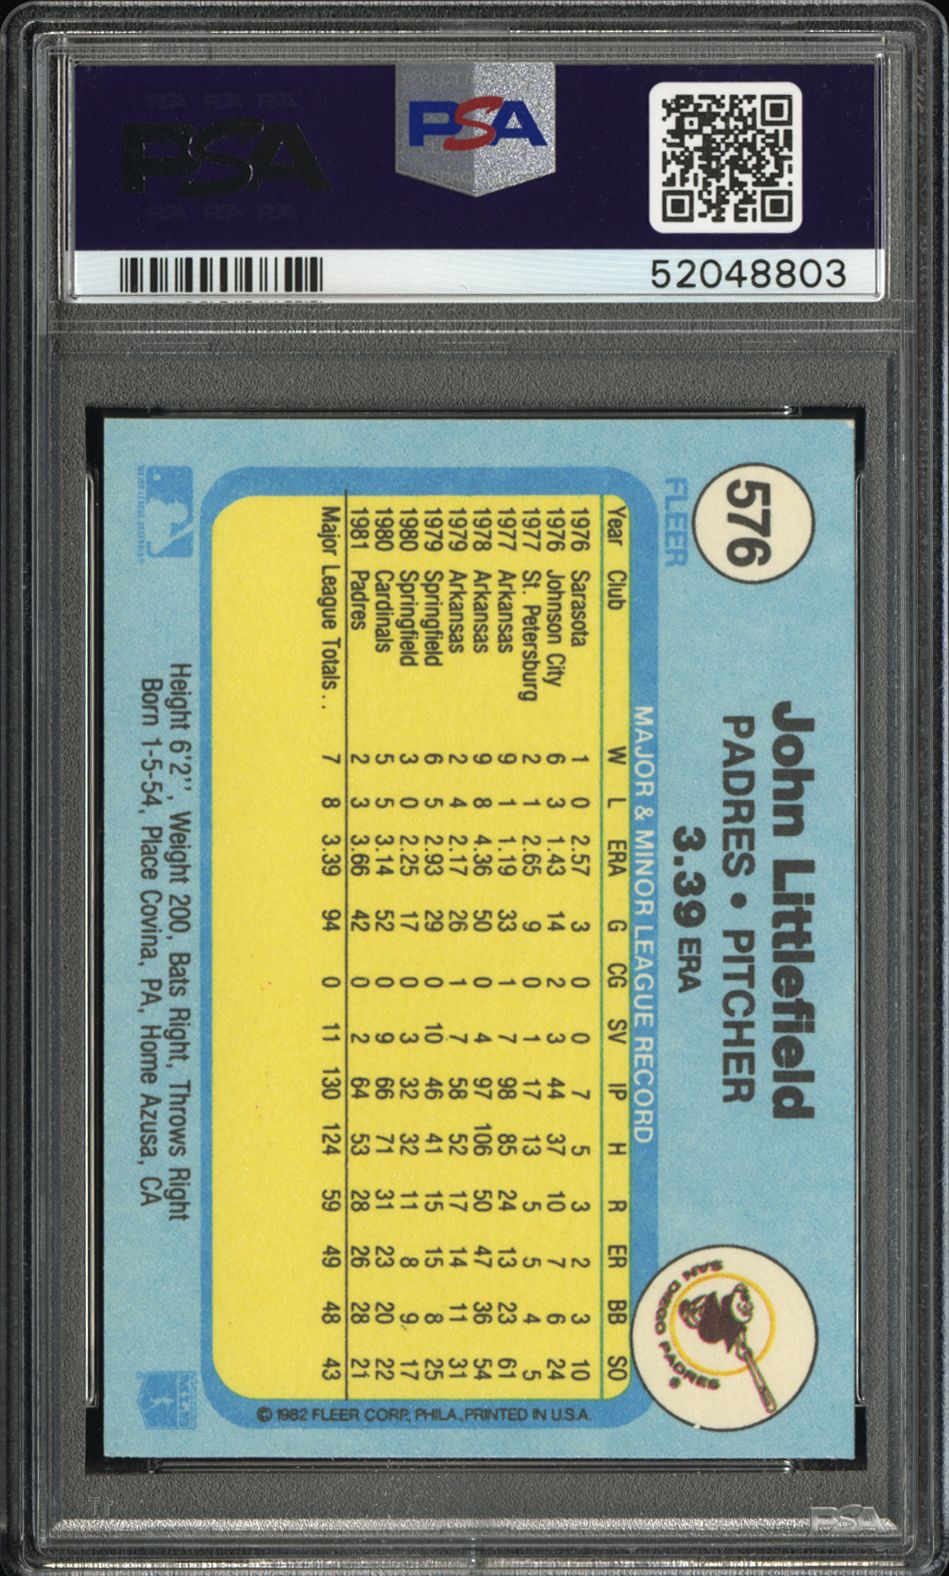 PSA
PSA
52048803
576
FLEER
John Littlefield
PADRES • PITCHER
3.39 ERA
SAN DIEGO PADRES
MAJOR & MINOR LEAGUE RECORD
Year Club W L ERA G CG SV IP H R ER BB SO
1976 Sarasota 1 0 2.57 3 0 0 7 5 3 2 3 10
1976 Johnson City 6 3 1.43 14 2 3 44 37 10 7 6 24
1977 St. Petersburg 2 1 2.65 9 0 1 17 13 5 5 4 5
1977 Arkansas 9 1 1.19 33 1 7 98 85 24 13 23 61
1978 Arkansas 9 8 4.36 50 0 4 97 106 50 47 36 54
1979 Arkansas 2 4 2.17 26 1 7 58 52 17 14 11 31
1979 Springfield 6 5 2.93 29 0 10 46 41 15 15 8 25
1980 Springfield 3 0 2.25 17 0 3 32 32 11 8 9 17
1980 Cardinals 5 5 3.14 52 0 9 66 71 31 23 20 22
1981 Padres 2 3 3.66 42 0 2 64 53 28 26 28 21
Major League Totals.. 7 8 3.39 94 0 11 130 124 59 49 48 43
© 1982 FLEER CORP., PHILA., PRINTED IN U.S.A.
Height 6'2'', Weight 200, Bats Right, Throws Right
Born 1-5-54, Place Covina, PA, Home Azusa, CA
PSA